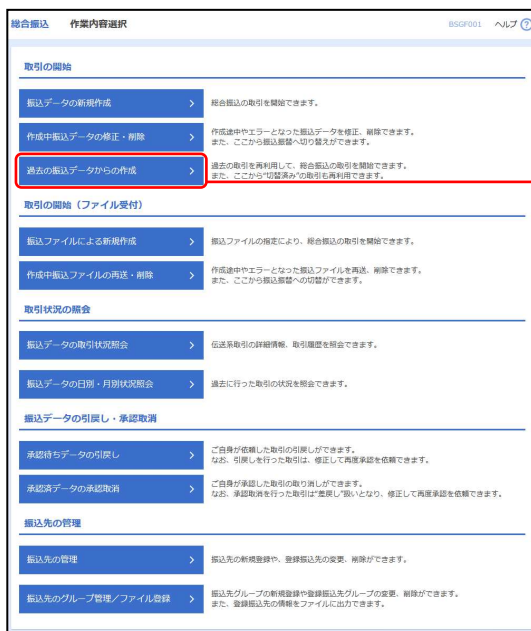 総合振込 作業内容選択 BSGF001 ヘルプ ?
取引の開始
振込データの新規作成 > 総合振込の取引を開始できます。
作成中振込データの修正・削除 > 作成途中やエラーとなった振込データを修正、削除できます。
また、ここから振込振替へ切り替えができます。
過去の振込データからの作成 > 過去の取引を再利用して、総合振込の取引を開始できます。
また、ここから"切替済み"の取引も再利用できます。
取引の開始（ファイル受付）
振込ファイルによる新規作成 > 振込ファイルの指定により、総合振込の取引を開始できます。
作成中振込ファイルの再送・削除 > 作成途中やエラーとなった振込ファイルを再送、削除できます。
また、ここから振込振替への切替ができます。
取引状況の照会
振込データの取引状況照会 > 伝送系取引の詳細情報、取引履歴を照会できます。
振込データの日別・月別状況照会 > 過去に行った取引の状況を照会できます。
振込データの引戻し・承認取消
承認待ちデータの引戻し > ご自身が依頼した取引の引戻しができます。
なお、引戻しを行った取引は、修正して再度承認を依頼できます。
承認済データの承認取消 > ご自身が承認した取引の取り消しができます。
なお、承認取消を行った取引は"差戻し"扱いとなり、修正して再度承認を依頼できます。
振込先の管理
振込先の管理 > 振込先の新規登録や、登録振込先の変更、削除ができます。
振込先のグループ管理／ファイル登録 > 振込先グループの新規登録や登録振込先グループの変更、削除ができます。
また、登録振込先の情報をファイルに出力できます。